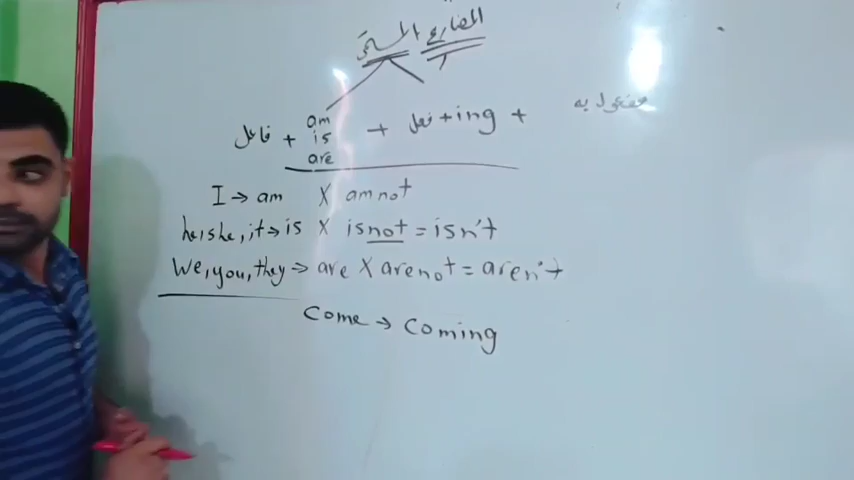 المضارع المستمر
فاعل + am is are + فعل + ing + مفعول به
I → am X am not
he, she, it → is X is not = isn't
We, you, they → are X are not = aren't
Come → Coming